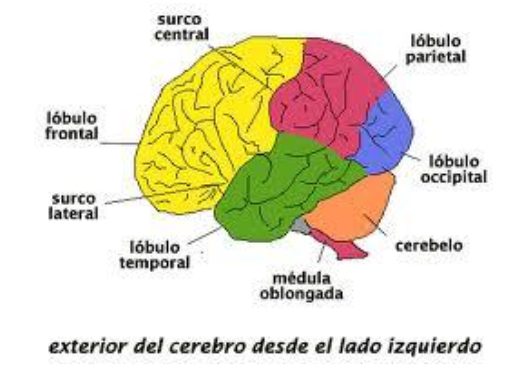 surco
central
lóbulo
parietal
lóbulo
frontal
lóbulo
occipital
surco
lateral
lóbulo
temporal
cerebelo
médula
oblongada
exterior del cerebro desde el lado izquierdo